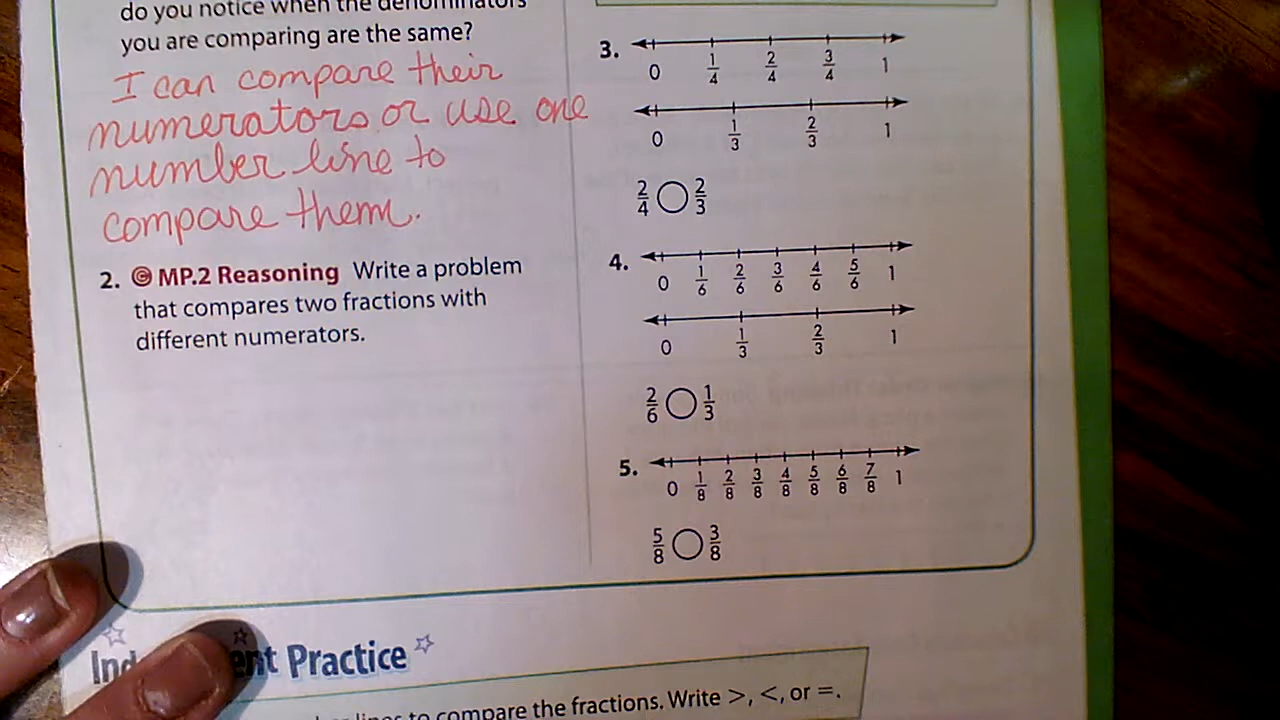 do you notice when the denominators
you are comparing are the same?
I can compare their
numerators or use one
number line to
compare them.
2. © MP.2 Reasoning Write a problem
that compares two fractions with
different numerators.
3.
0 1/4 2/4 3/4 1
0 1/3 2/3 1
2/4 ○ 2/3
4.
0 1/6 2/6 3/6 4/6 5/6 1
0 1/3 2/3 1
2/6 ○ 1/3
5.
0 1/8 2/8 3/8 4/8 5/8 6/8 7/8 1
5/8 ○ 3/8
Practice
to compare the fractions. Write >, <, or =.